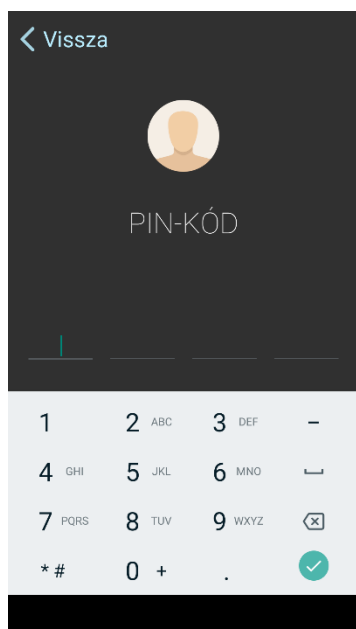 Vissza
PIN-KÓD
1 2 ABC 3 DEF -
4 GHI 5 JKL 6 MNO
7 PQRS 8 TUV 9 WXYZ
* # 0 + .